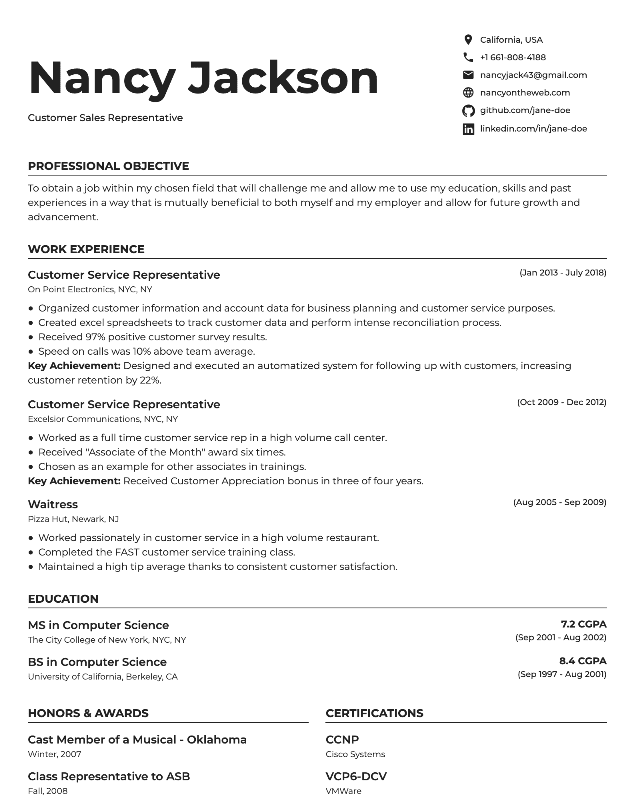 Nancy Jackson
Customer Sales Representative
California, USA
+1 661-808-4188
nancyjack43@gmail.com
nancyontheweb.com
github.com/jane-doe
linkedin.com/in/jane-doe
PROFESSIONAL OBJECTIVE
To obtain a job within my chosen field that will challenge me and allow me to use my education, skills and past
experiences in a way that is mutually beneficial to both myself and my employer and allow for future growth and
advancement.
WORK EXPERIENCE
Customer Service Representative
(Jan 2013 - July 2018)
On Point Electronics, NYC, NY
● Organized customer information and account data for business planning and customer service purposes.
● Created excel spreadsheets to track customer data and perform intense reconciliation process.
● Received 97% positive customer survey results.
● Speed on calls was 10% above team average.
Key Achievement: Designed and executed an automatized system for following up with customers, increasing
customer retention by 22%.
Customer Service Representative
(Oct 2009 - Dec 2012)
Excelsior Communications, NYC, NY
● Worked as a full time customer service rep in a high volume call center.
● Received "Associate of the Month" award six times.
● Chosen as an example for other associates in trainings.
Key Achievement: Received Customer Appreciation bonus in three of four years.
Waitress
(Aug 2005 - Sep 2009)
Pizza Hut, Newark, NJ
● Worked passionately in customer service in a high volume restaurant.
● Completed the FAST customer service training class.
● Maintained a high tip average thanks to consistent customer satisfaction.
EDUCATION
MS in Computer Science
7.2 CGPA
The City College of New York, NYC, NY
(Sep 2001 - Aug 2002)
BS in Computer Science
8.4 CGPA
University of California, Berkeley, CA
(Sep 1997 - Aug 2001)
HONORS & AWARDS
Cast Member of a Musical - Oklahoma
Winter, 2007
Class Representative to ASB
Fall, 2008
CERTIFICATIONS
CCNP
Cisco Systems
VCP6-DCV
VMWare